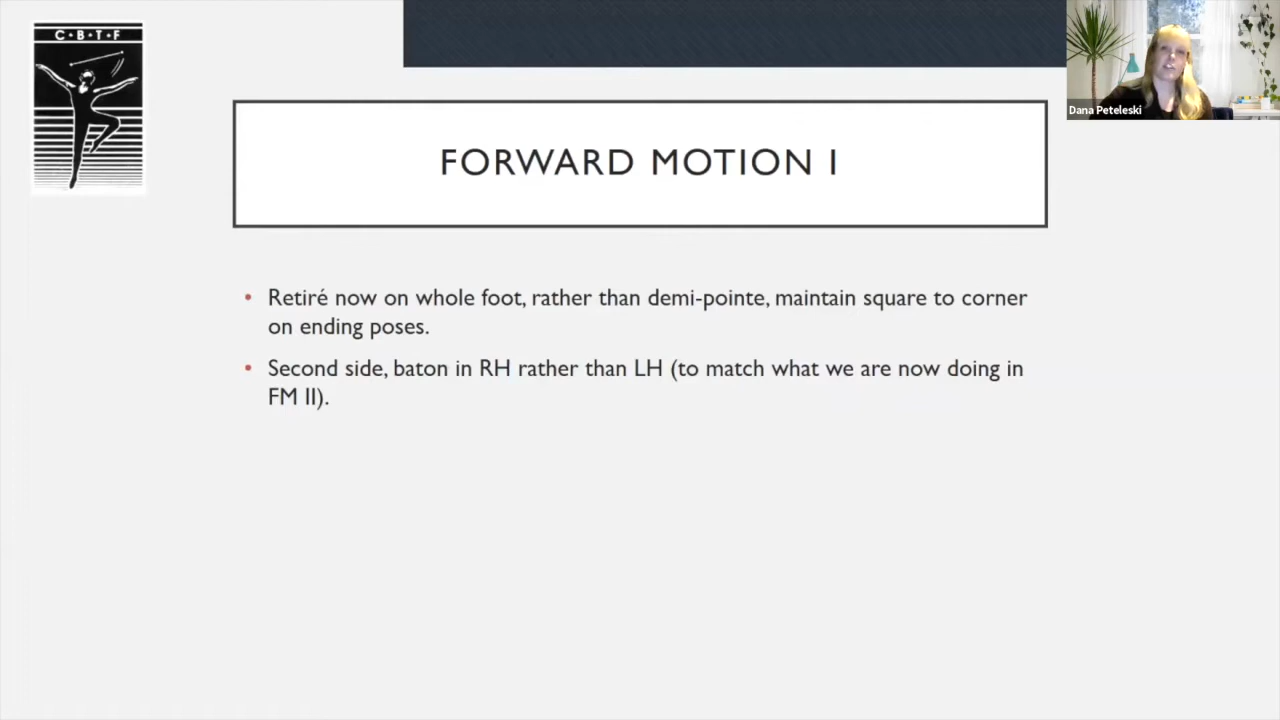 C·B·T·F
Dana Peteleski
FORWARD MOTION I
• Retiré now on whole foot, rather than demi-pointe, maintain square to corner
on ending poses.
• Second side, baton in RH rather than LH (to match what we are now doing in
FM II).